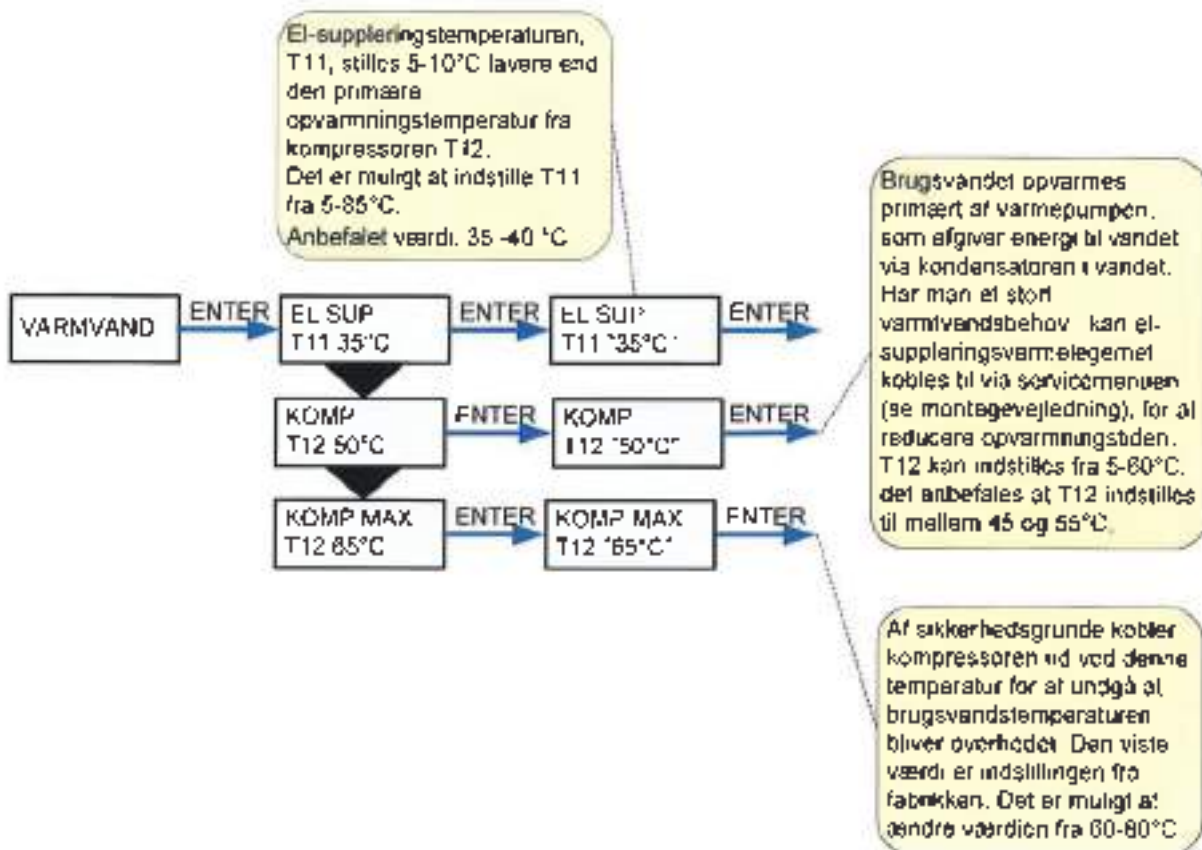 El-suppleringstemperaturen,
T11, stilles 5-10°C lavere end
den primære
opvarmningstemperatur fra
kompressoren T12.
Det er muligt at indstille T11
fra 5-85°C.
Anbefalet værdi. 35 -40 °C
Brugsvandet opvarmes
primært af varmepumpen,
som afgiver energi til vandet
via kondensatoren i vandet.
Har man et stort
varmtvandsbehov kan el-
suppleringsvarmelegemet
kobles til via servicemenuen
(se montagevejledning), for at
reducere opvarmningstiden.
T12 kan indstilles fra 5-60°C.
det anbefales at T12 indstilles
til mellem 45 og 55°C.
VARMVAND
ENTER
EL SUP
T11 35°C
ENTER
EL SUP
T11 "35°C"
ENTER
KOMP
T12 50°C
ENTER
KOMP
T12 "50°C"
ENTER
KOMP MAX
T12 65°C
ENTER
KOMP MAX
T12 "65°C"
ENTER
Af sikkerhedsgrunde kobler
kompressoren ud ved denne
temperatur for at undgå at
brugsvandstemperaturen
bliver overhedet. Den viste
værdi er indstillingen fra
fabrikken. Det er muligt at
ændre værdien fra 60-80°C